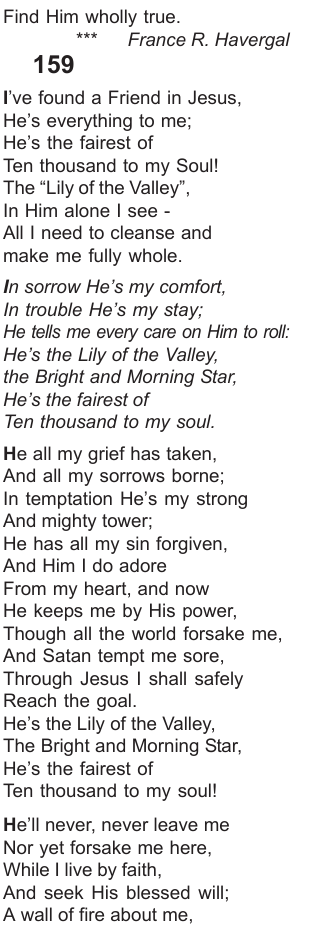 Find Him wholly true.
*** France R. Havergal
159
I’ve found a Friend in Jesus,
He’s everything to me;
He’s the fairest of
Ten thousand to my Soul!
The “Lily of the Valley”,
In Him alone I see -
All I need to cleanse and
make me fully whole.
In sorrow He’s my comfort,
In trouble He’s my stay;
He tells me every care on Him to roll:
He’s the Lily of the Valley,
the Bright and Morning Star,
He’s the fairest of
Ten thousand to my soul.
He all my grief has taken,
And all my sorrows borne;
In temptation He’s my strong
And mighty tower;
He has all my sin forgiven,
And Him I do adore
From my heart, and now
He keeps me by His power,
Though all the world forsake me,
And Satan tempt me sore,
Through Jesus I shall safely
Reach the goal.
He’s the Lily of the Valley,
The Bright and Morning Star,
He’s the fairest of
Ten thousand to my soul!
He’ll never, never leave me
Nor yet forsake me here,
While I live by faith,
And seek His blessed will;
A wall of fire about me,